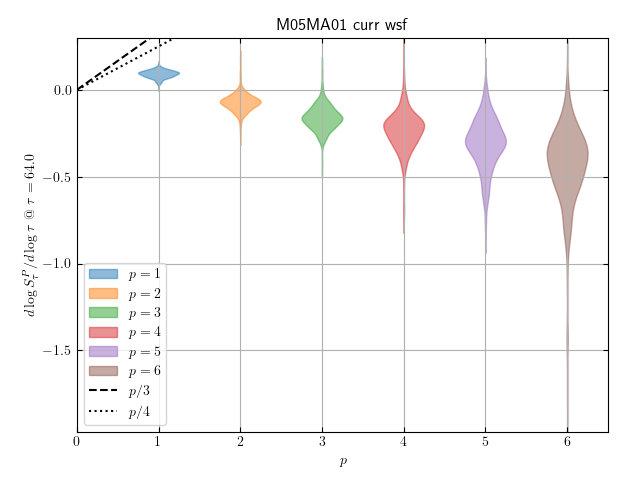 M05MA01 curr wsf
d log S_τ^P / d log τ @ τ = 64.0
0.0
−0.5
−1.0
−1.5
p = 1
p = 2
p = 3
p = 4
p = 5
p = 6
p/3
p/4
0 1 2 3 4 5 6
p